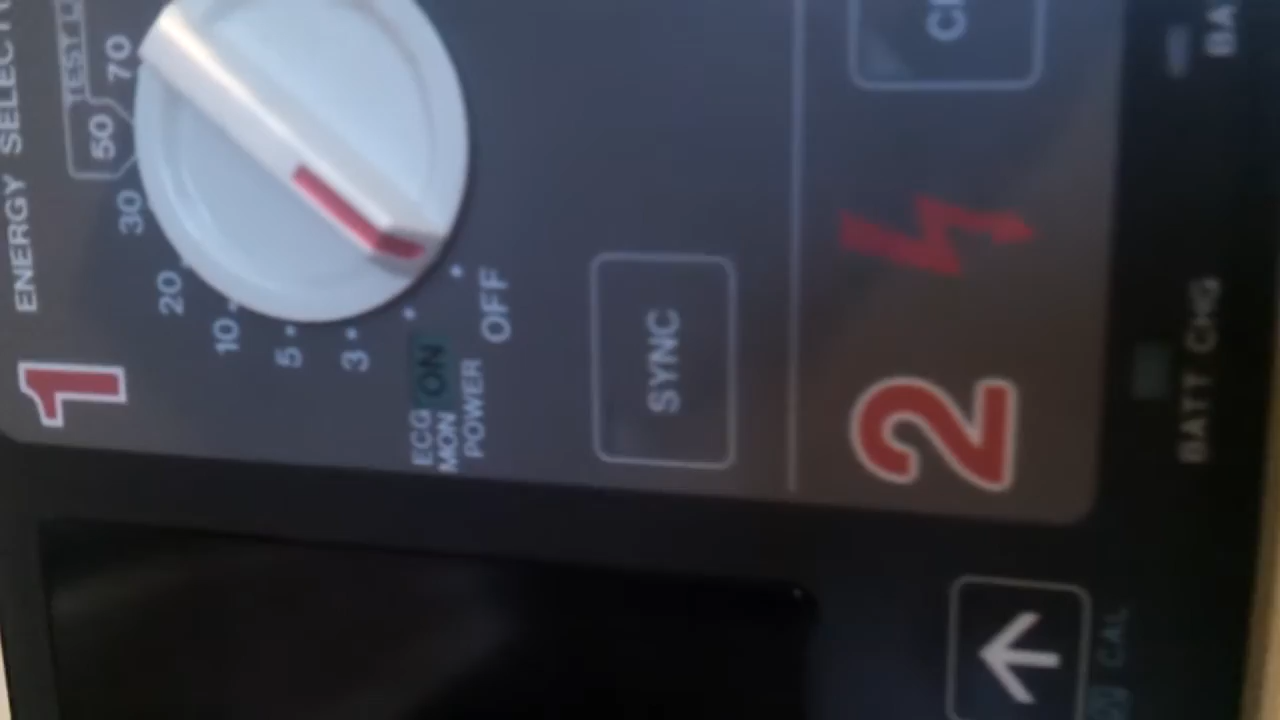 ENERGY SELECT
TEST
70
50
30
20
10
5
3
1
ECG
MON
ON
POWER
OFF
SYNC
2
BATT CHG
CAL